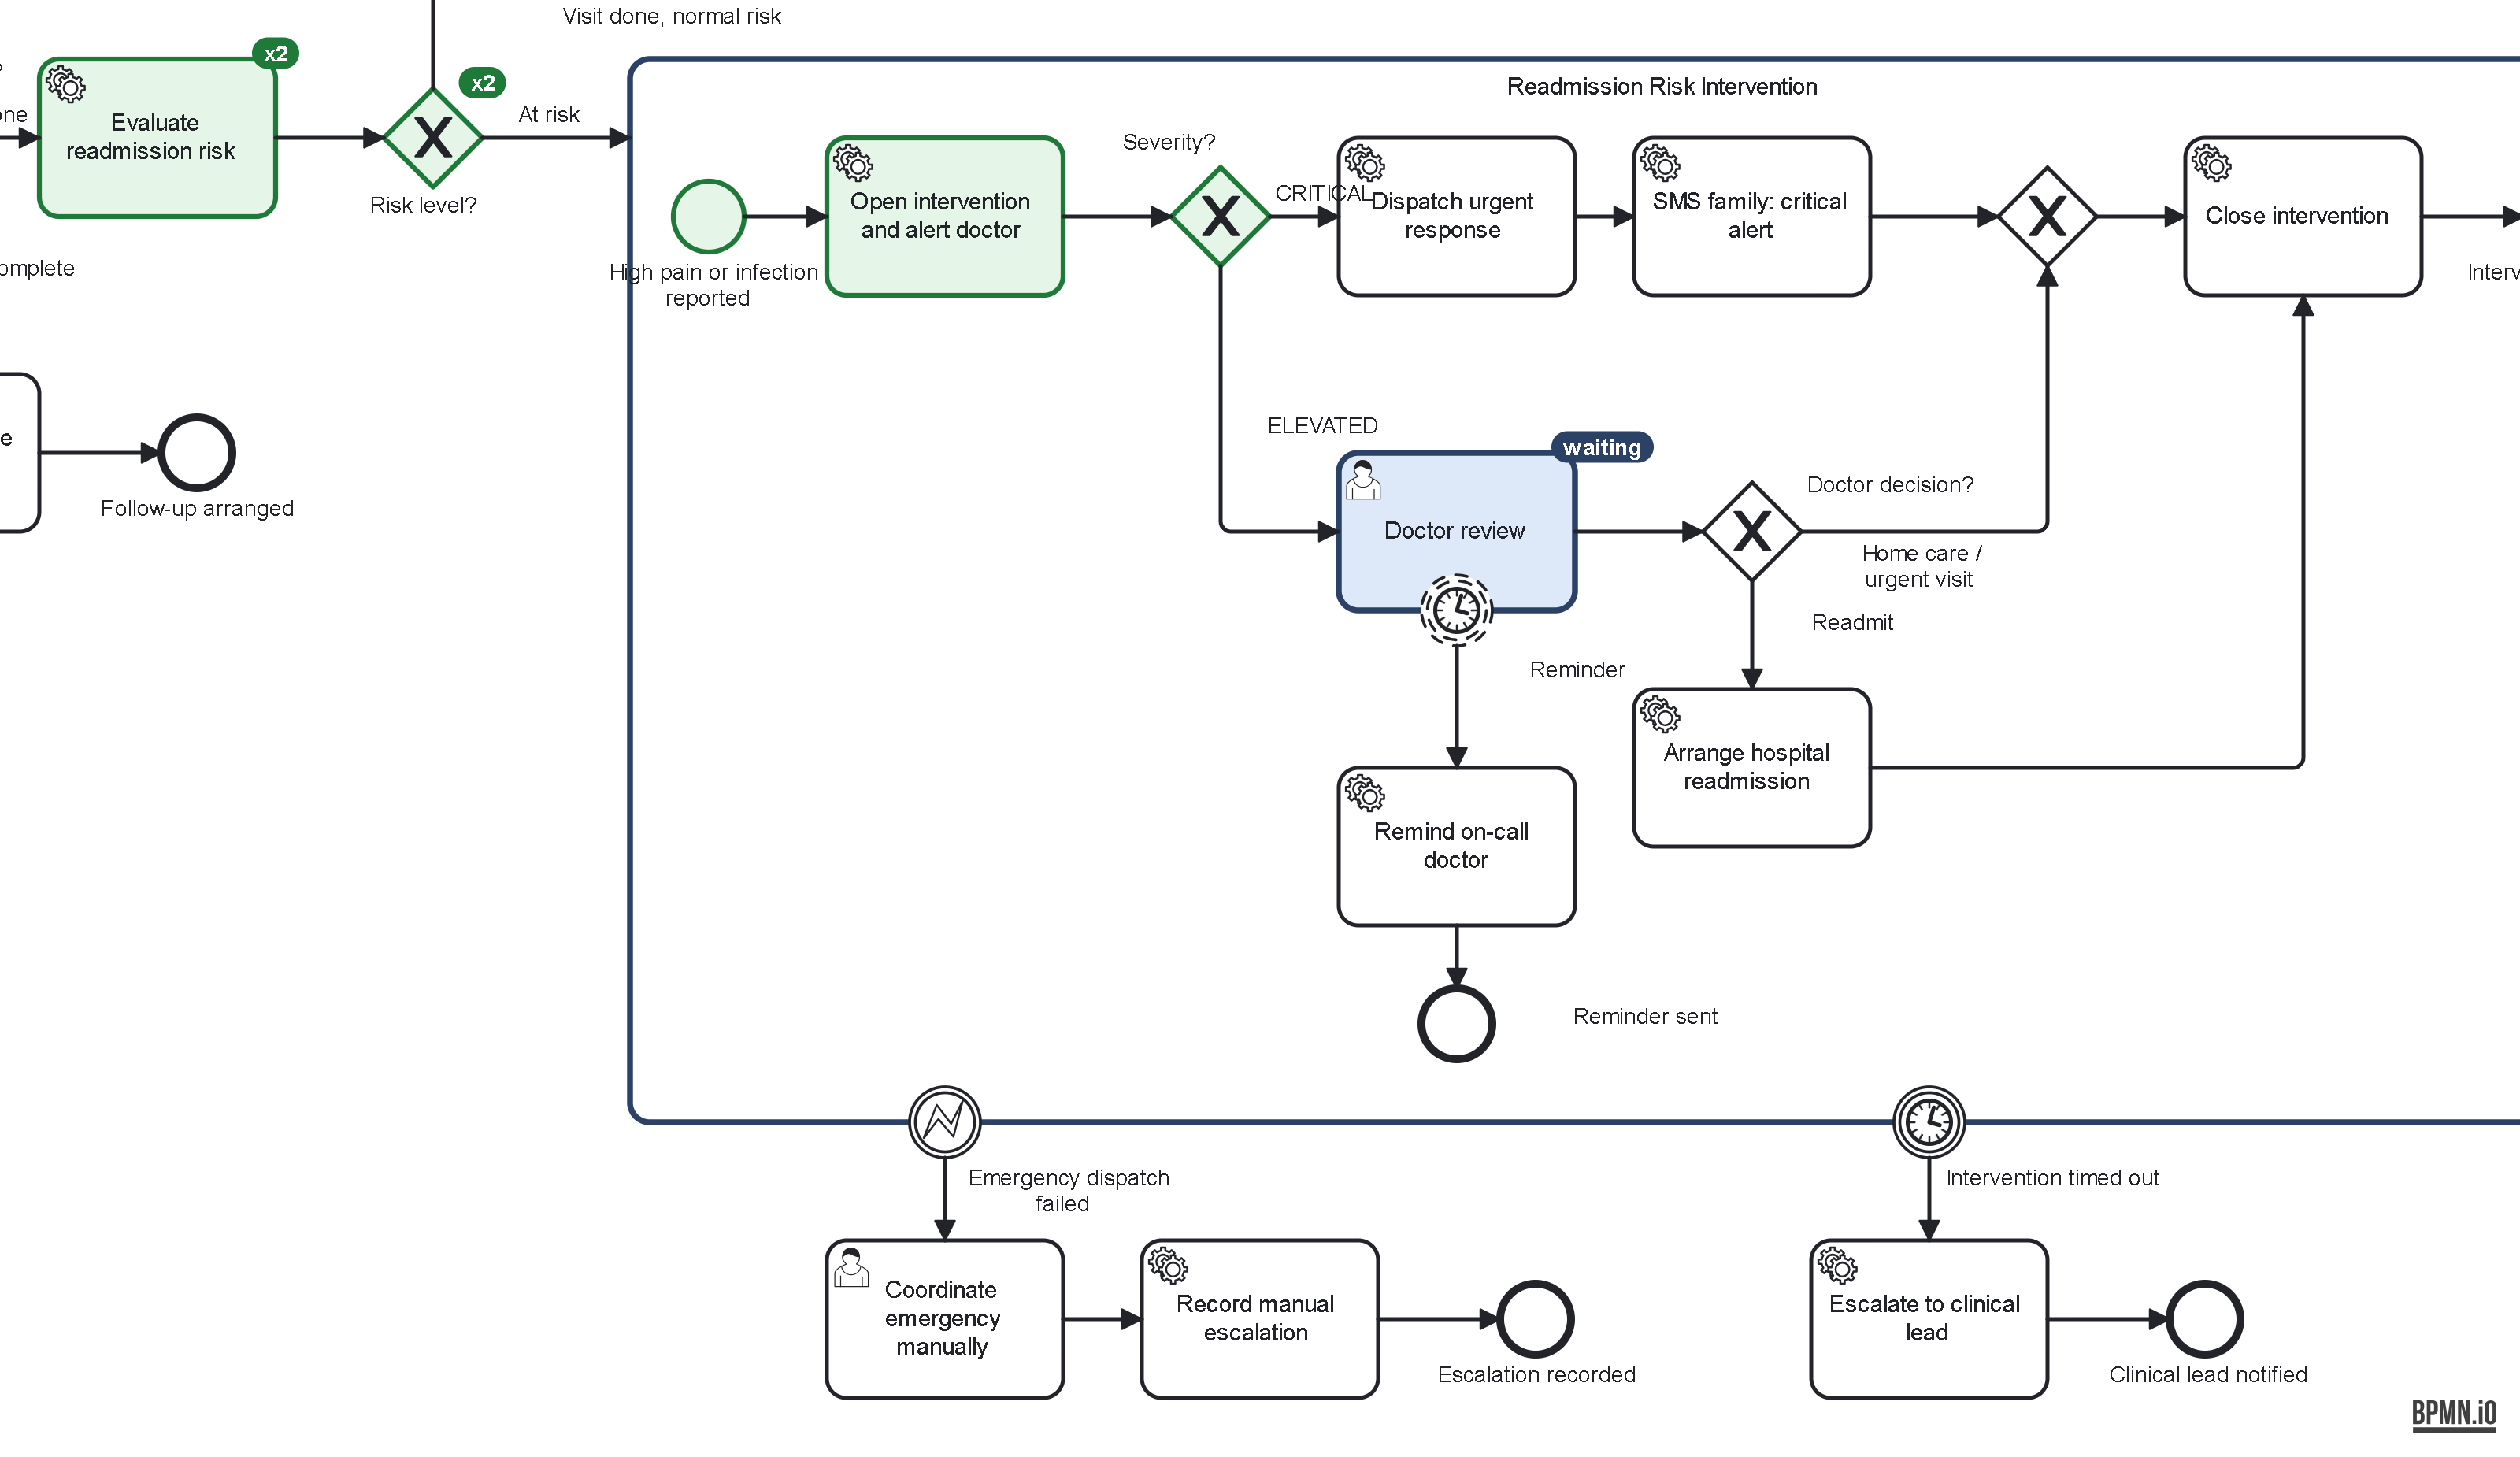 Visit done, normal risk
x2
Evaluate
readmission risk
x2
At risk
Risk level?
Readmission Risk Intervention
High pain or infection
reported
Open intervention
and alert doctor
Severity?
CRITICAL
Dispatch urgent
response
SMS family: critical
alert
Close intervention
Follow-up arranged
ELEVATED
waiting
Doctor review
Doctor decision?
Home care /
urgent visit
Readmit
Reminder
Arrange hospital
readmission
Remind on-call
doctor
Reminder sent
Emergency dispatch
failed
Intervention timed out
Coordinate
emergency
manually
Record manual
escalation
Escalation recorded
Escalate to clinical
lead
Clinical lead notified
BPMN.iO